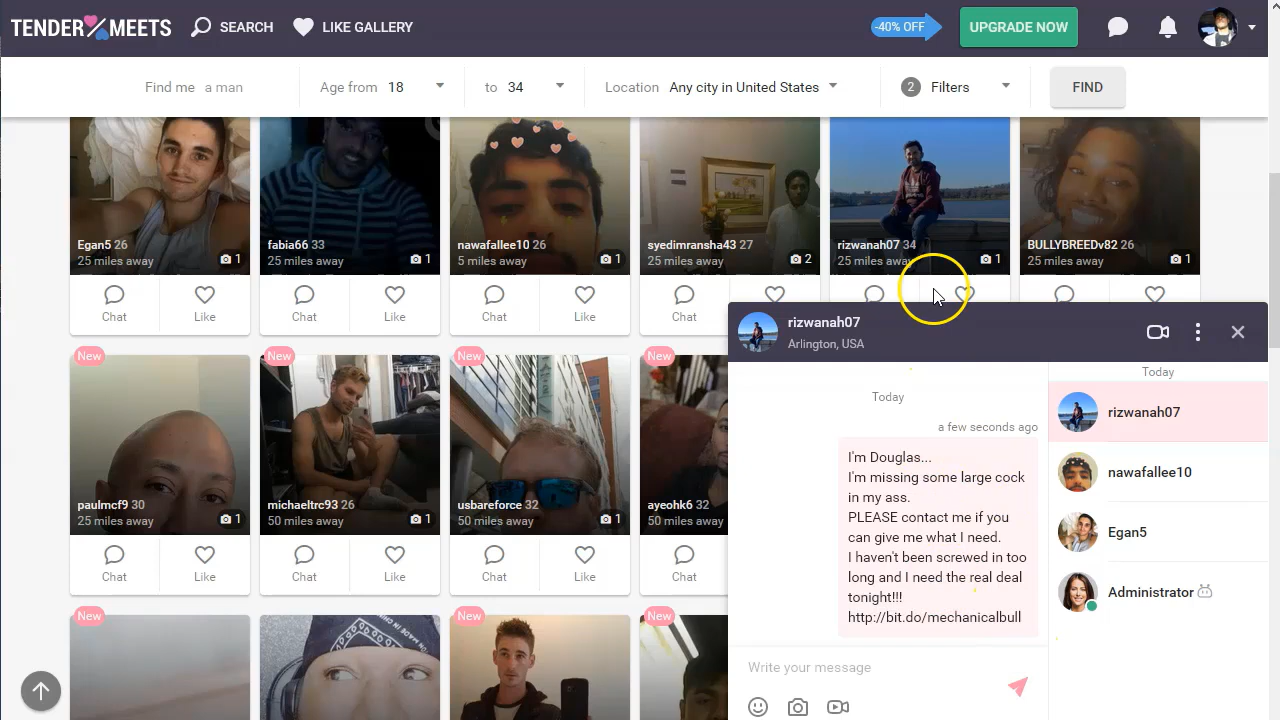 TENDER MEETS
SEARCH
LIKE GALLERY
-40% OFF
UPGRADE NOW
Find me a man
Age from 18
to 34
Location Any city in United States
2 Filters
FIND
Egan5 26
25 miles away
1
fabia66 33
25 miles away
1
nawafallee10 26
5 miles away
1
syedimransha43 27
25 miles away
2
rizwanah07 34
25 miles away
1
BULLYBREEDv82 26
25 miles away
1
Chat
Like
Chat
Like
Chat
Like
Chat
New
paulmcf9 30
25 miles away
1
New
michaeltrc93 26
50 miles away
1
New
usbareforce 32
50 miles away
1
New
ayeohk6 32
50 miles away
Chat
Like
Chat
Like
Chat
Like
Chat
New
New
New
rizwanah07
Arlington, USA
Today
a few seconds ago
I'm Douglas...
I'm missing some large cock
in my ass.
PLEASE contact me if you
can give me what I need.
I haven't been screwed in too
long and I need the real deal
tonight!!!
http://bit.do/mechanicalbull
Write your message
Today
rizwanah07
nawafallee10
Egan5
Administrator